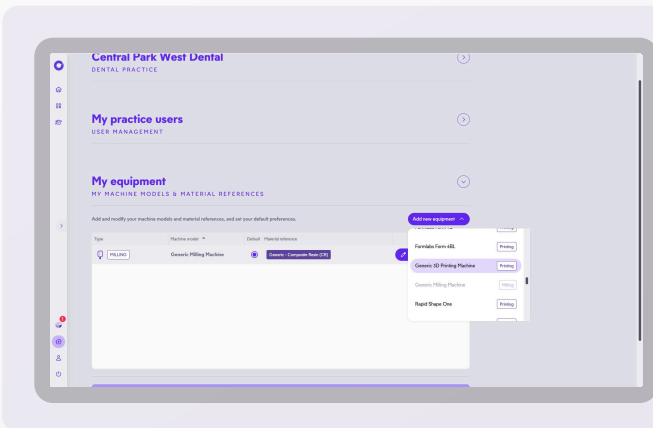 Central Park West Dental
DENTAL PRACTICE
My practice users
USER MANAGEMENT
My equipment
MY MACHINE MODELS & MATERIAL REFERENCES
Add and modify your machine models and material references, and set your default preferences.
Add new equipment
Type Machine model Default Material reference
MILLING Generic Milling Machine Generic - Composite Resin (CR)
Printing
Formlabs Form 4BL Printing
Generic 3D Printing Machine Printing
Generic Milling Machine Milling
Rapid Shape One Printing
1